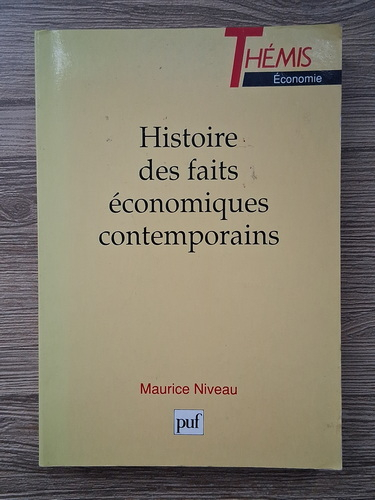 THÉMIS
Économie
Histoire
des faits
économiques
contemporains
Maurice Niveau
puf